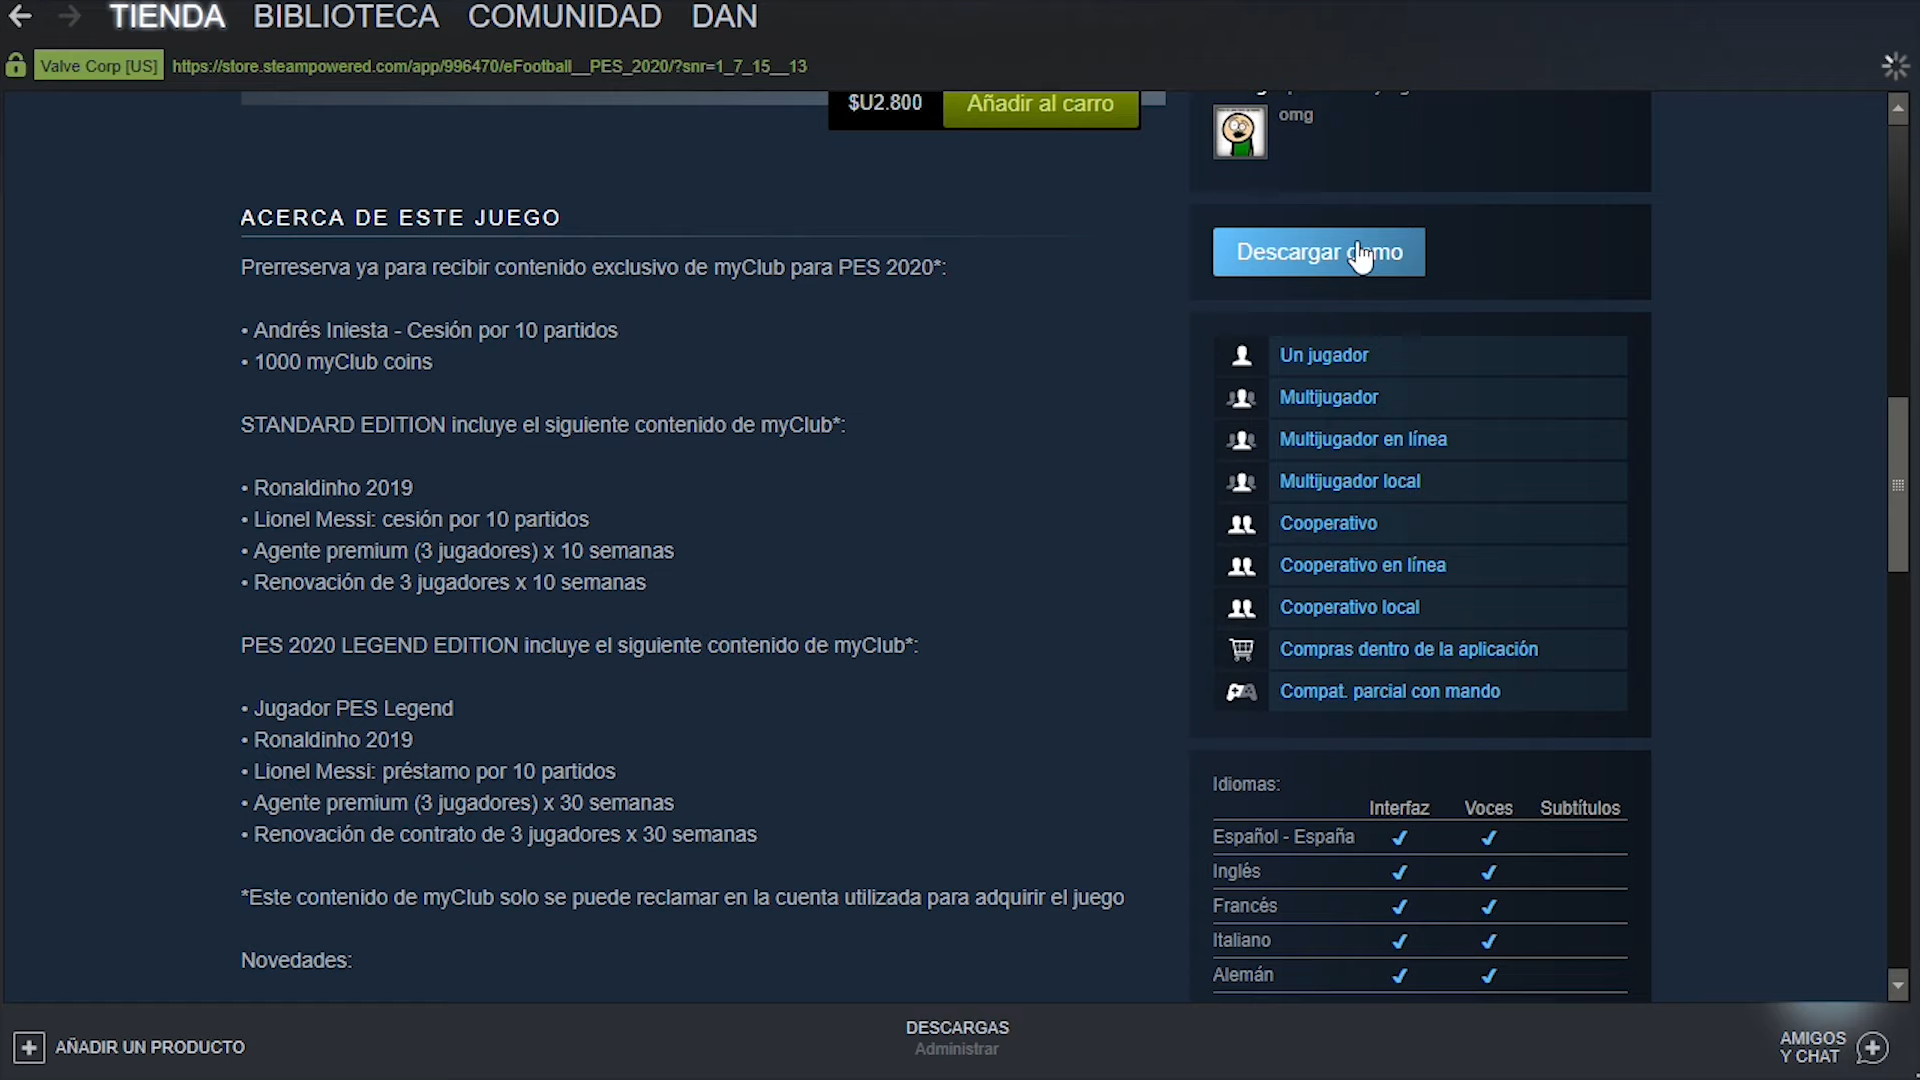 TIENDA BIBLIOTECA COMUNIDAD DAN
Valve Corp [US] https://store.steampowered.com/app/996470/eFootball__PES_2020/?snr=1_7_15__13
$U2.800 Añadir al carro
omg
Descargar demo
ACERCA DE ESTE JUEGO
Prerreserva ya para recibir contenido exclusivo de myClub para PES 2020*:
• Andrés Iniesta - Cesión por 10 partidos
• 1000 myClub coins
STANDARD EDITION incluye el siguiente contenido de myClub*:
• Ronaldinho 2019
• Lionel Messi: cesión por 10 partidos
• Agente premium (3 jugadores) x 10 semanas
• Renovación de 3 jugadores x 10 semanas
PES 2020 LEGEND EDITION incluye el siguiente contenido de myClub*:
• Jugador PES Legend
• Ronaldinho 2019
• Lionel Messi: préstamo por 10 partidos
• Agente premium (3 jugadores) x 30 semanas
• Renovación de contrato de 3 jugadores x 30 semanas
*Este contenido de myClub solo se puede reclamar en la cuenta utilizada para adquirir el juego
Novedades:
Un jugador
Multijugador
Multijugador en línea
Multijugador local
Cooperativo
Cooperativo en línea
Cooperativo local
Compras dentro de la aplicación
Compat. parcial con mando
Idiomas:
Interfaz Voces Subtítulos
Español - España ✔ ✔
Inglés ✔ ✔
Francés ✔ ✔
Italiano ✔ ✔
Alemán ✔ ✔
AÑADIR UN PRODUCTO
DESCARGAS
Administrar
AMIGOS
Y CHAT